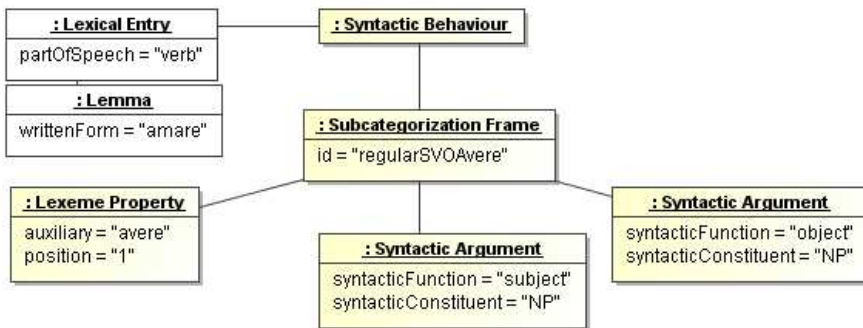 : Lexical Entry
partOfSpeech = "verb"
: Syntactic Behaviour
: Lemma
writtenForm = "amare"
: Subcategorization Frame
id = "regularSVOAvere"
: Lexeme Property
auxiliary = "avere"
position = "1"
: Syntactic Argument
syntacticFunction = "subject"
syntacticConstituent = "NP"
: Syntactic Argument
syntacticFunction = "object"
syntacticConstituent = "NP"